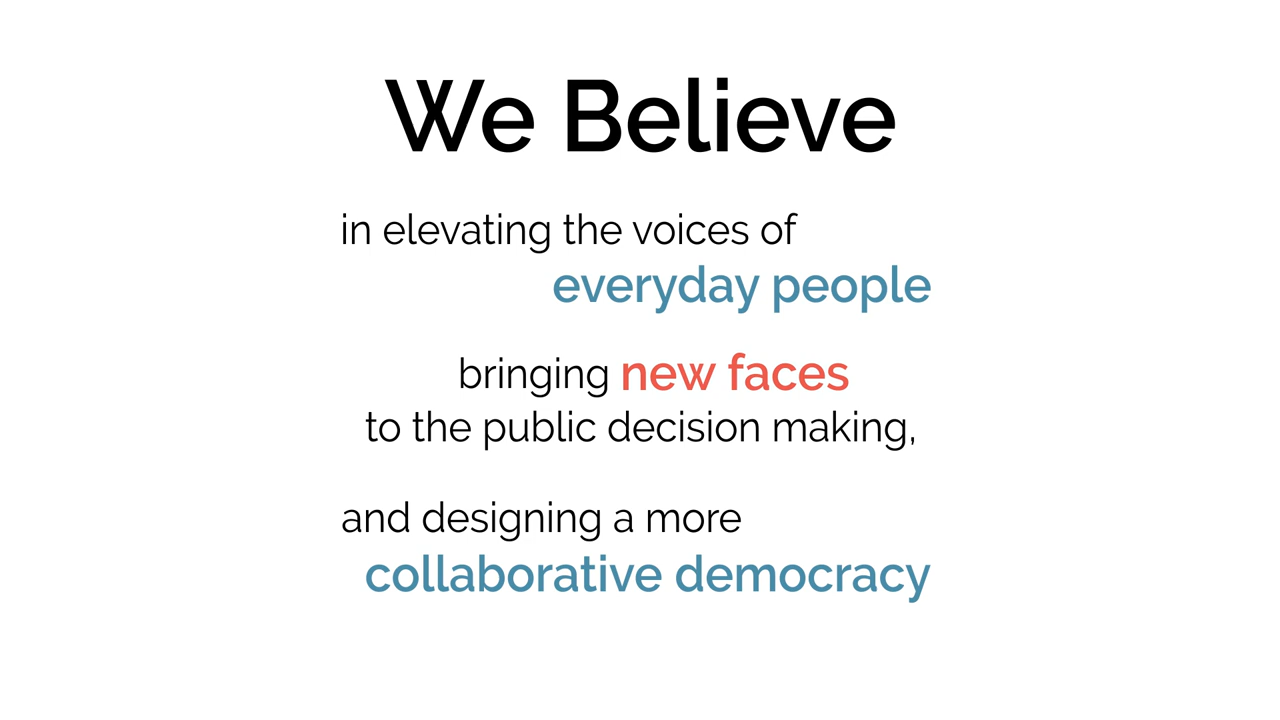 We Believe
in elevating the voices of
everyday people
bringing new faces
to the public decision making,
and designing a more
collaborative democracy